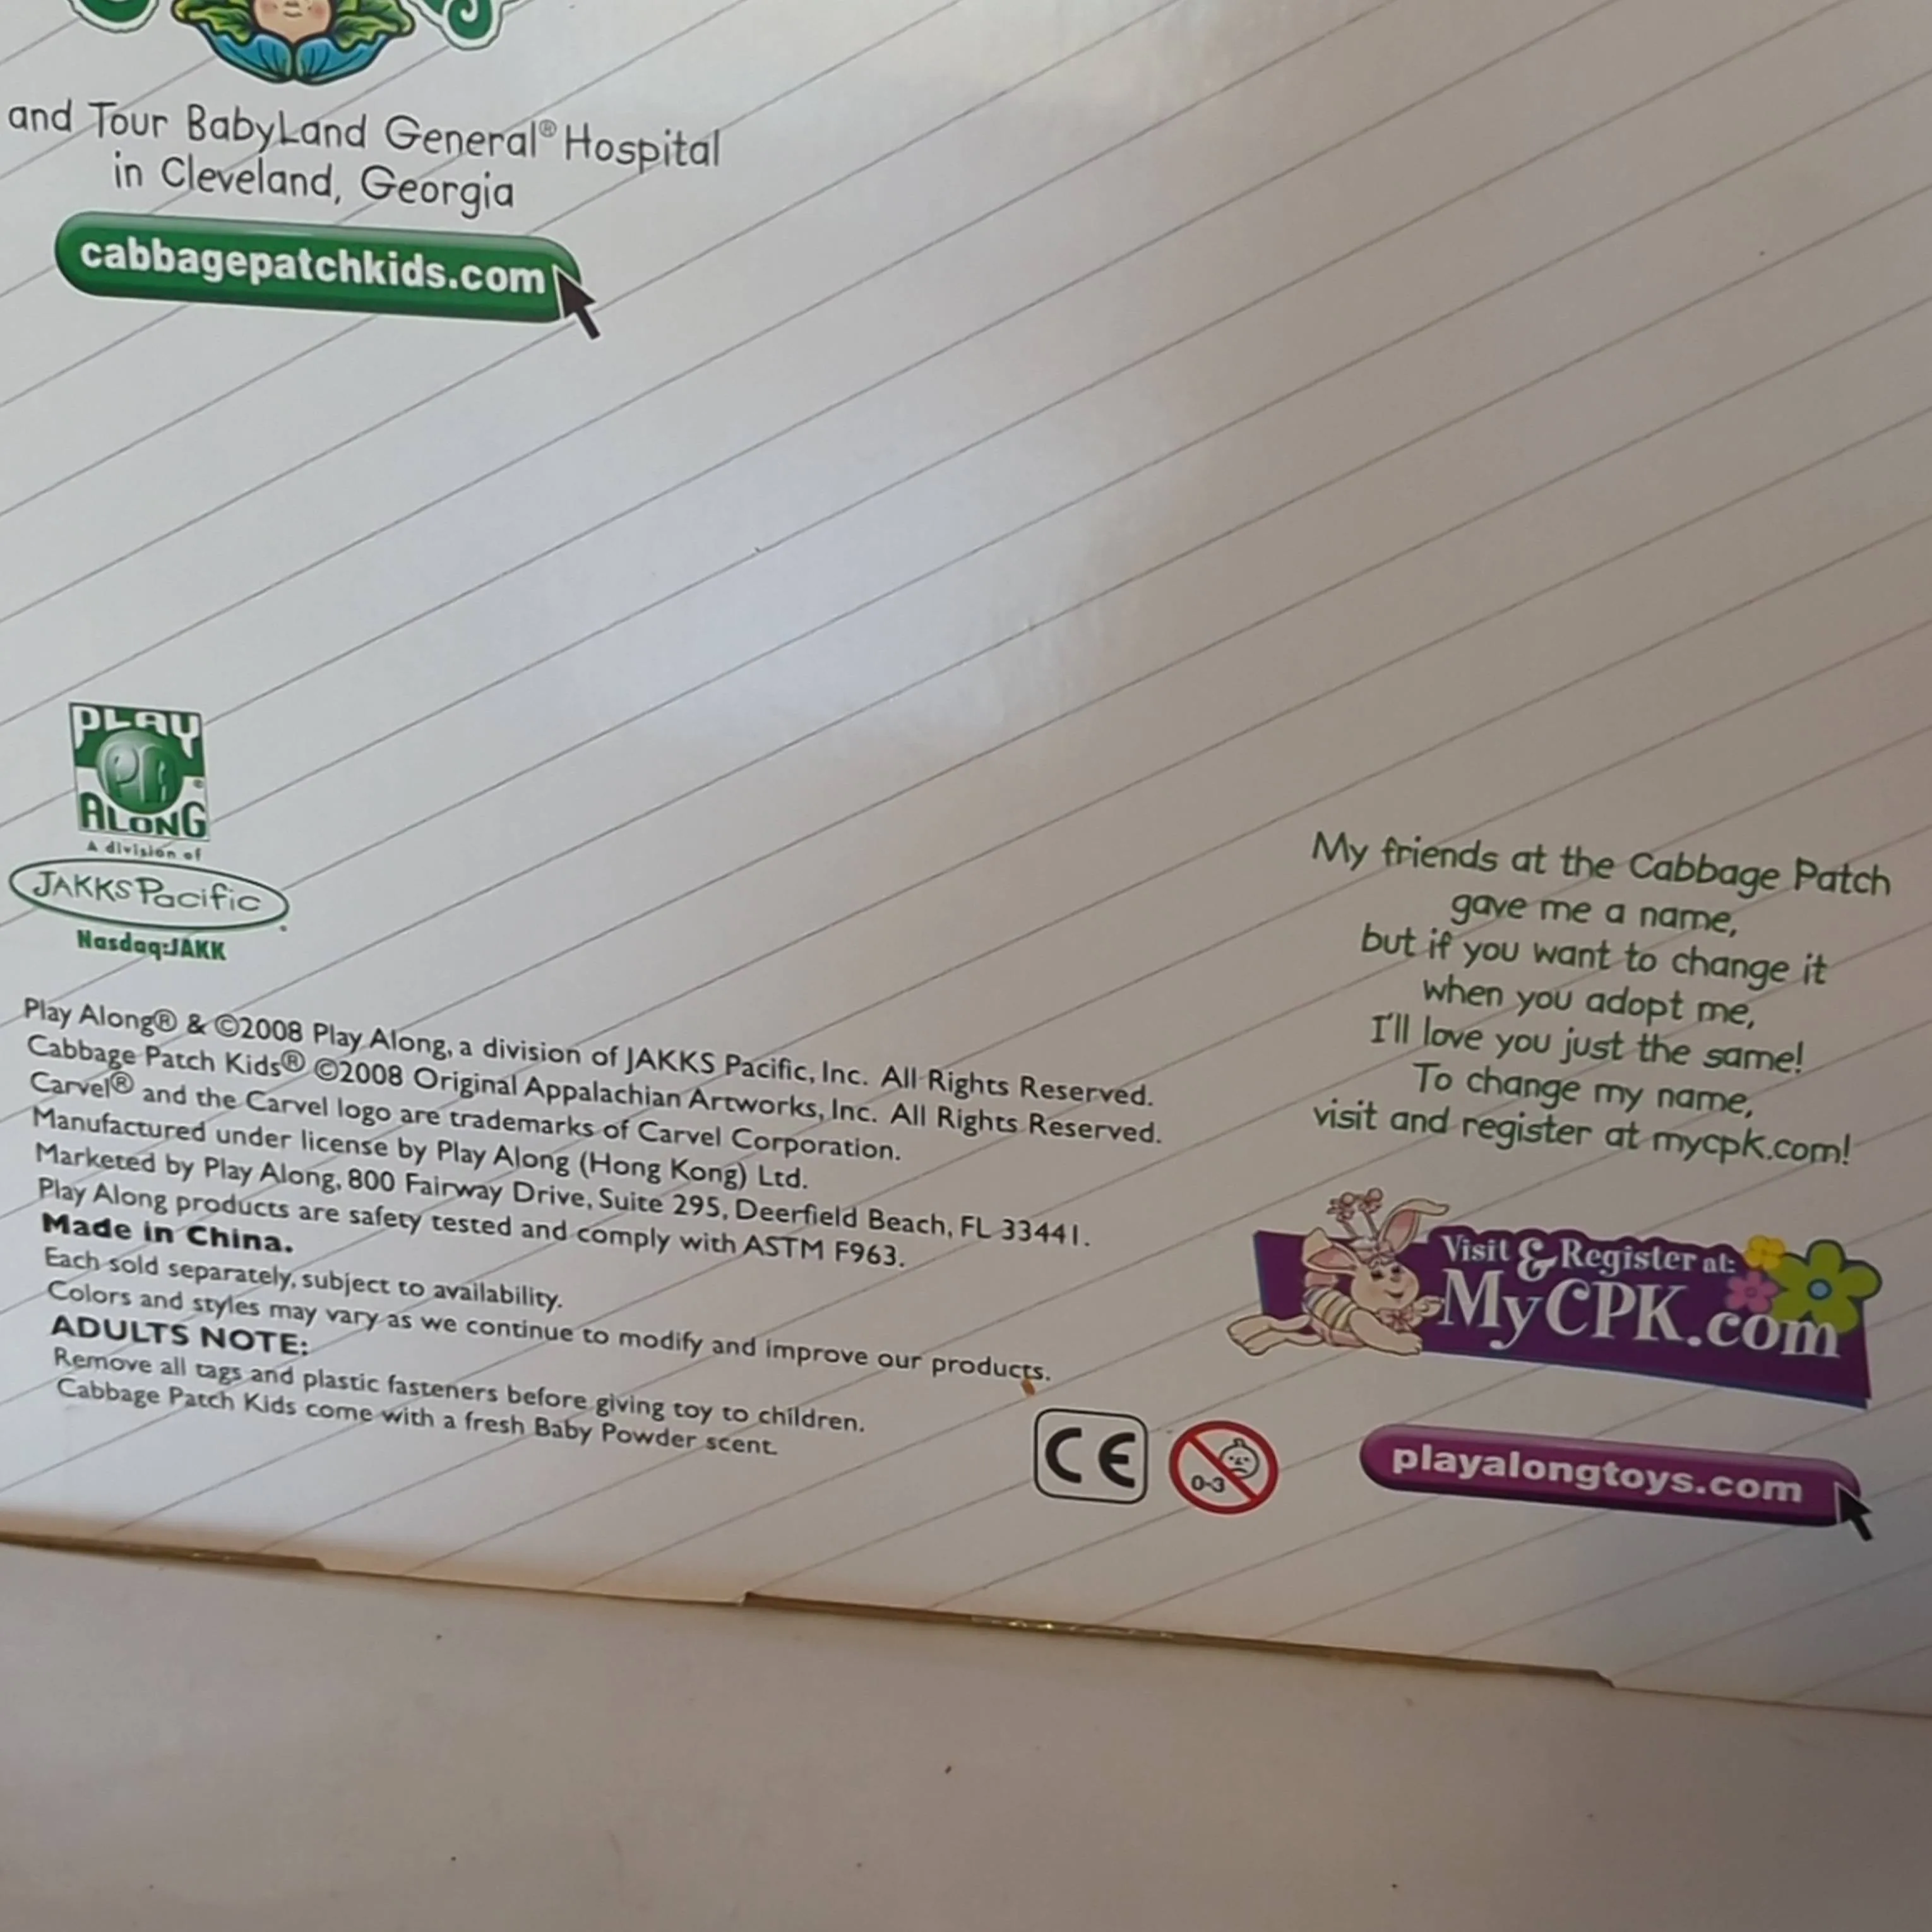 and Tour BabyLand General® Hospital
in Cleveland, Georgia
cabbagepatchkids.com
PLAY
PA
ALONG®
A division of
JAKKS Pacific
Nasdaq:JAKK
Play Along® & ©2008 Play Along, a division of JAKKS Pacific, Inc. All Rights Reserved.
Cabbage Patch Kids® ©2008 Original Appalachian Artworks, Inc. All Rights Reserved.
Carvel® and the Carvel logo are trademarks of Carvel Corporation.
Manufactured under license by Play Along (Hong Kong) Ltd.
Marketed by Play Along, 800 Fairway Drive, Suite 295, Deerfield Beach, FL 33441.
Play Along products are safety tested and comply with ASTM F963.
Made in China.
Each sold separately, subject to availability.
Colors and styles may vary as we continue to modify and improve our products.
ADULTS NOTE:
Remove all tags and plastic fasteners before giving toy to children.
Cabbage Patch Kids come with a fresh Baby Powder scent.
CE
0-3
My friends at the Cabbage Patch
gave me a name,
but if you want to change it
when you adopt me,
I'll love you just the same!
To change my name,
visit and register at mycpk.com!
Visit & Register at:
MyCPK.com
playalongtoys.com